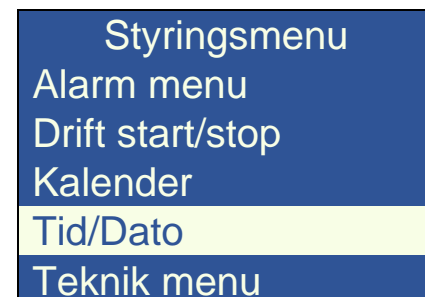 Styringsmenu
Alarm menu
Drift start/stop
Kalender
Tid/Dato
Teknik menu